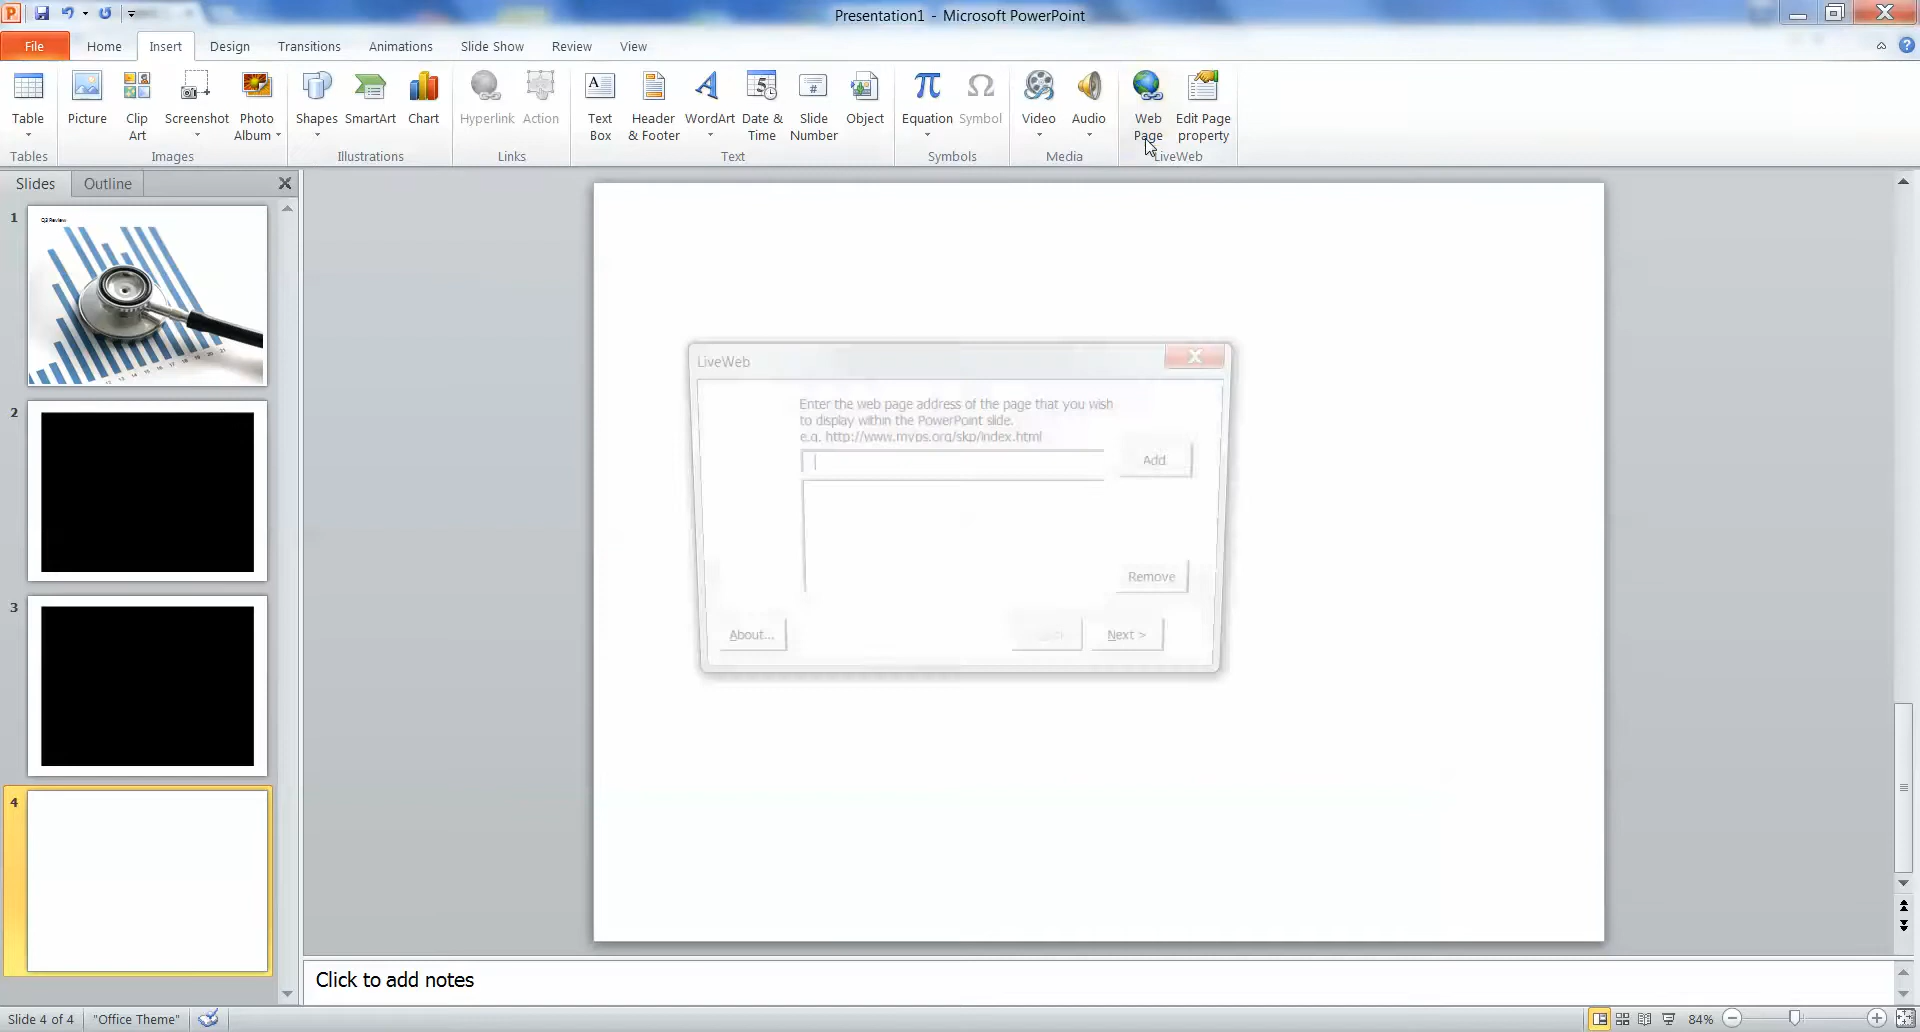 Presentation1 - Microsoft PowerPoint
File Home Insert Design Transitions Animations Slide Show Review View
Table Picture Clip Art Screenshot Photo Album Shapes SmartArt Chart Hyperlink Action Text Box Header & Footer WordArt Date & Time Slide Number Object Equation Symbol Video Audio Web Page Edit Page property
Tables Images Illustrations Links Text Symbols Media LiveWeb
Slides Outline
1
Q3 Review
2
3
4
LiveWeb
Enter the web page address of the page that you wish
to display within the PowerPoint slide.
e.g. http://www.mvps.org/skp/index.html
Add
Remove
About... Next >
Click to add notes
Slide 4 of 4 "Office Theme" 84%